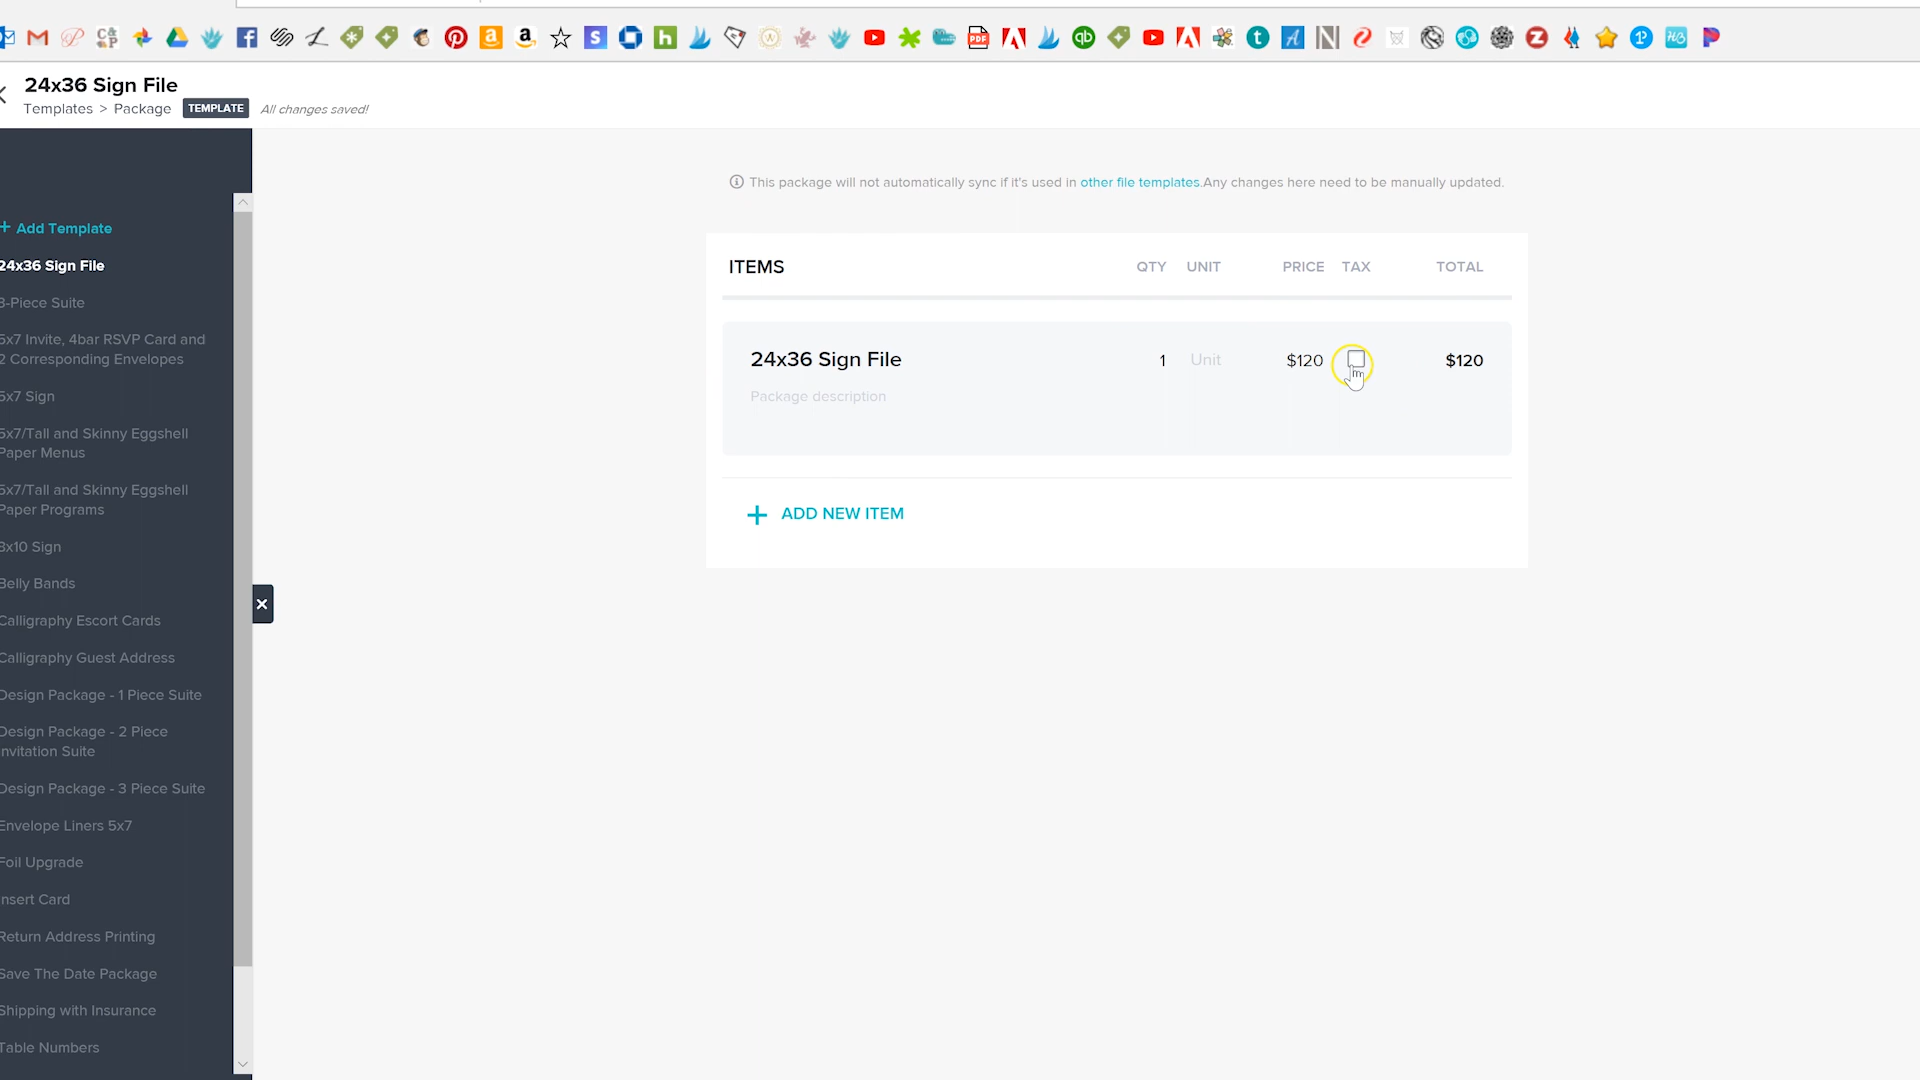 24x36 Sign File
Templates > Package TEMPLATE All changes saved!
This package will not automatically sync if it's used in other file templates.Any changes here need to be manually updated.
+ Add Template
24x36 Sign File
3-Piece Suite
5x7 Invite, 4bar RSVP Card and
2 Corresponding Envelopes
5x7 Sign
5x7/Tall and Skinny Eggshell
Paper Menus
5x7/Tall and Skinny Eggshell
Paper Programs
8x10 Sign
Belly Bands
Calligraphy Escort Cards
Calligraphy Guest Address
Design Package - 1 Piece Suite
Design Package - 2 Piece
Invitation Suite
Design Package - 3 Piece Suite
Envelope Liners 5x7
Foil Upgrade
Insert Card
Return Address Printing
Save The Date Package
Shipping with Insurance
Table Numbers
ITEMS QTY UNIT PRICE TAX TOTAL
24x36 Sign File 1 Unit $120 $120
Package description
+ ADD NEW ITEM